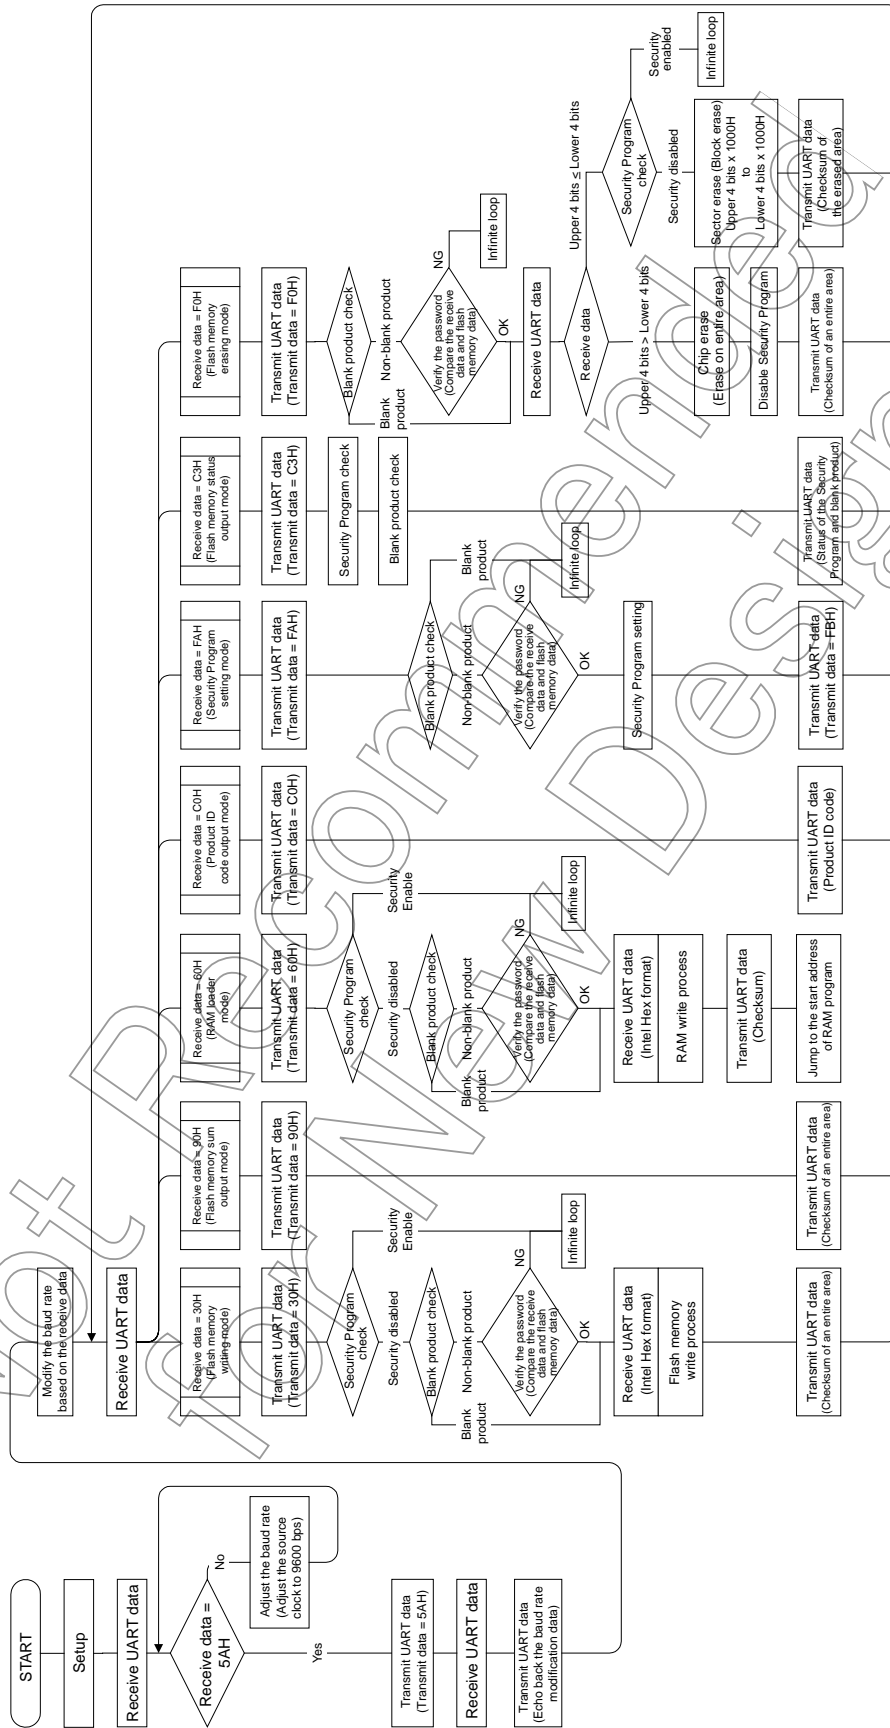 START
Setup
Receive UART data
Receive data =
5AH
No
Adjust the baud rate
(Adjust the source
clock to 9600 bps)
Yes
Transmit UART data
(Transmit data = 5AH)
Receive UART data
Transmit UART data
(Echo back the baud rate
modification data)
Modify the baud rate
based on the receive data
Receive UART data
Receive data = 30H
(Flash memory
writing mode)
Transmit UART data
(Transmit data = 30H)
Security Program
check
Security
Enable
Security disabled
Blank product check
Blank
product
Non-blank product
Verify the password
(Compare the receive
data and flash
memory data)
NG
Infinite loop
OK
Receive UART data
(Intel Hex format)
Flash memory
write process
Transmit UART data
(Checksum of an entire area)
Receive data = 90H
(Flash memory sum
output mode)
Transmit UART data
(Transmit data = 90H)
Transmit UART data
(Checksum of an entire area)
Receive data = 60H
(RAM loader
mode)
Transmit UART data
(Transmit data = 60H)
Security Program
check
Security
Enable
Security disabled
Blank product check
Blank
product
Non-blank product
Verify the password
(Compare the receive
data and flash
memory data)
NG
Infinite loop
OK
Receive UART data
(Intel Hex format)
RAM write process
Transmit UART data
(Checksum)
Jump to the start address
of RAM program
Receive data = C0H
(Product ID
code output mode)
Transmit UART data
(Transmit data = C0H)
Transmit UART data
(Product ID code)
Receive data = FAH
(Security Program
setting mode)
Transmit UART data
(Transmit data = FAH)
Blank product check
Blank
product
Non-blank product
Verify the password
(Compare the receive
data and flash
memory data)
NG
Infinite loop
OK
Security Program setting
Transmit UART data
(Transmit data = FBH)
Receive data = C3H
(Flash memory status
output mode)
Transmit UART data
(Transmit data = C3H)
Security Program check
Blank product check
Transmit UART data
(Status of the Security
Program and blank product)
Receive data = F0H
(Flash memory
erasing mode)
Transmit UART data
(Transmit data = F0H)
Blank product check
Blank
product
Non-blank product
Verify the password
(Compare the receive
data and flash
memory data)
NG
Infinite loop
OK
Receive UART data
Receive data
Upper 4 bits > Lower 4 bits
Chip erase
(Erase on entire area)
Disable Security Program
Transmit UART data
(Checksum of an entire area)
Upper 4 bits ≤ Lower 4 bits
Security Program
check
Security
enabled
Infinite loop
Security disabled
Sector erase (Block erase)
Upper 4 bits x 1000H
to
Lower 4 bits x 1000H
Transmit UART data
(Checksum of
the erased area)
Not Recommended
for New Design